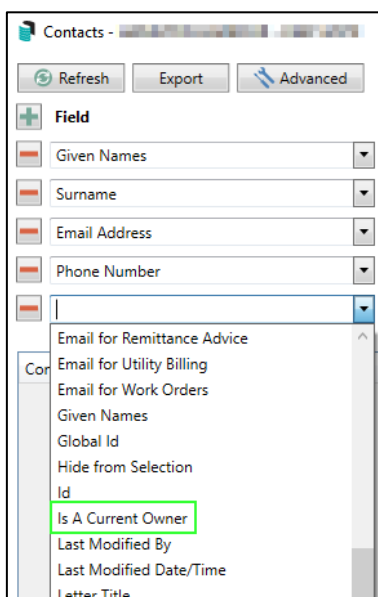 Contacts -
Refresh Export Advanced
Field
Given Names
Surname
Email Address
Phone Number
Email for Remittance Advice
Email for Utility Billing
Email for Work Orders
Given Names
Global Id
Hide from Selection
Id
Is A Current Owner
Last Modified By
Last Modified Date/Time
Letter Title